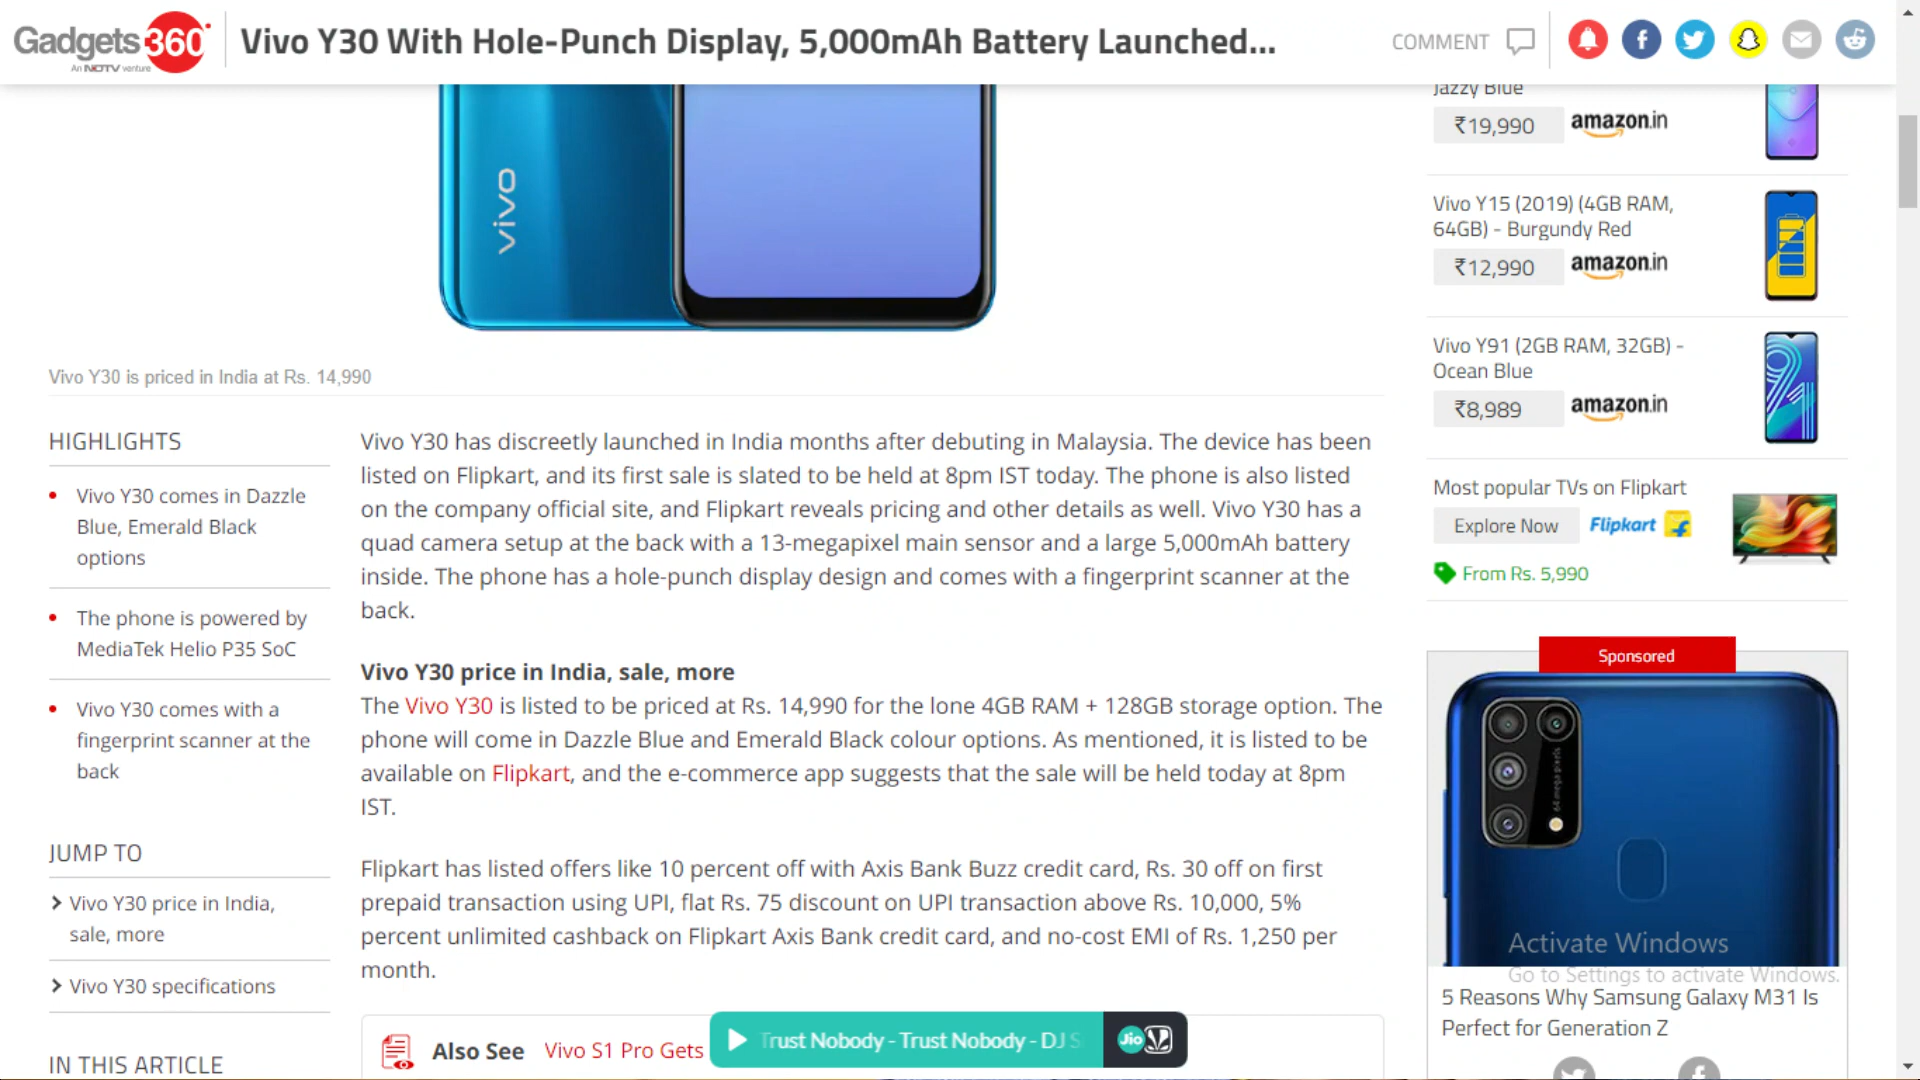 Gadgets 360
An NDTV venture
Vivo Y30 With Hole-Punch Display, 5,000mAh Battery Launched...
COMMENT
vivo
Vivo Y30 is priced in India at Rs. 14,990
HIGHLIGHTS
Vivo Y30 comes in Dazzle
Blue, Emerald Black
options
The phone is powered by
MediaTek Helio P35 SoC
Vivo Y30 comes with a
fingerprint scanner at the
back
JUMP TO
Vivo Y30 price in India,
sale, more
Vivo Y30 specifications
IN THIS ARTICLE
Vivo Y30 has discreetly launched in India months after debuting in Malaysia. The device has been
listed on Flipkart, and its first sale is slated to be held at 8pm IST today. The phone is also listed
on the company official site, and Flipkart reveals pricing and other details as well. Vivo Y30 has a
quad camera setup at the back with a 13-megapixel main sensor and a large 5,000mAh battery
inside. The phone has a hole-punch display design and comes with a fingerprint scanner at the
back.
Vivo Y30 price in India, sale, more
The Vivo Y30 is listed to be priced at Rs. 14,990 for the lone 4GB RAM + 128GB storage option. The
phone will come in Dazzle Blue and Emerald Black colour options. As mentioned, it is listed to be
available on Flipkart, and the e-commerce app suggests that the sale will be held today at 8pm
IST.
Flipkart has listed offers like 10 percent off with Axis Bank Buzz credit card, Rs. 30 off on first
prepaid transaction using UPI, flat Rs. 75 discount on UPI transaction above Rs. 10,000, 5%
percent unlimited cashback on Flipkart Axis Bank credit card, and no-cost EMI of Rs. 1,250 per
month.
Also See Vivo S1 Pro Gets
Trust Nobody - Trust Nobody - DJ S
Jio
Jazzy Blue
₹19,990 amazon.in
Vivo Y15 (2019) (4GB RAM,
64GB) - Burgundy Red
₹12,990 amazon.in
Vivo Y91 (2GB RAM, 32GB) -
Ocean Blue
₹8,989 amazon.in
91
Most popular TVs on Flipkart
Explore Now Flipkart
From Rs. 5,990
Sponsored
64 mega pixels
Activate Windows
Go to Settings to activate Windows.
5 Reasons Why Samsung Galaxy M31 Is
Perfect for Generation Z